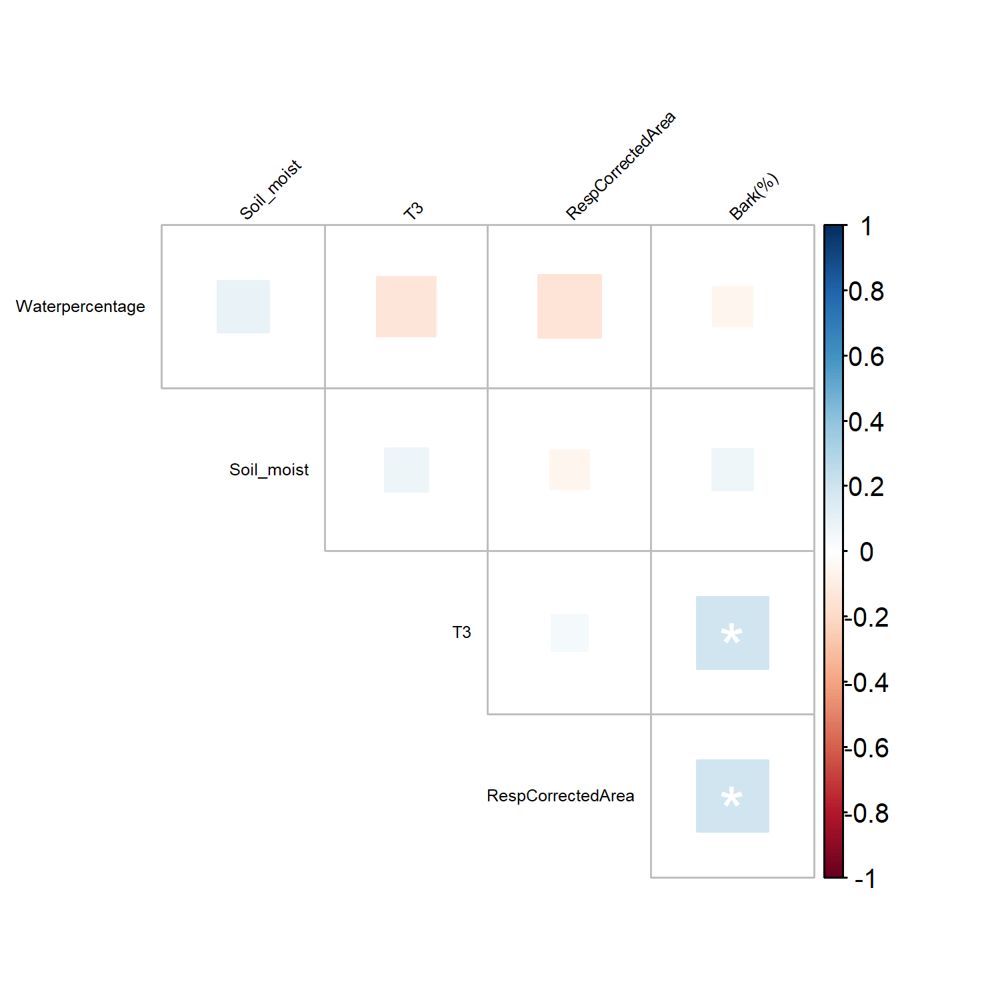 Soil_moist
T3
RespCorrectedArea
Bark(%)
Waterpercentage
Soil_moist
T3
RespCorrectedArea
*
*
1
0.8
0.6
0.4
0.2
0
-0.2
-0.4
-0.6
-0.8
-1